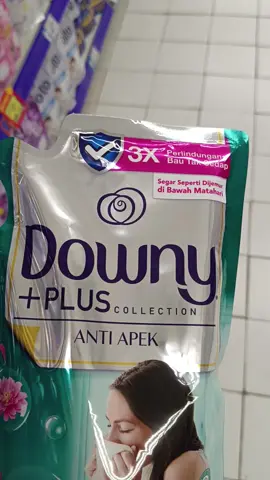 3X Perlindungan
Bau Tak Sedap
Segar Seperti Dijemur
di Bawah Matahari
Downy
+PLUS COLLECTION
ANTI APEK